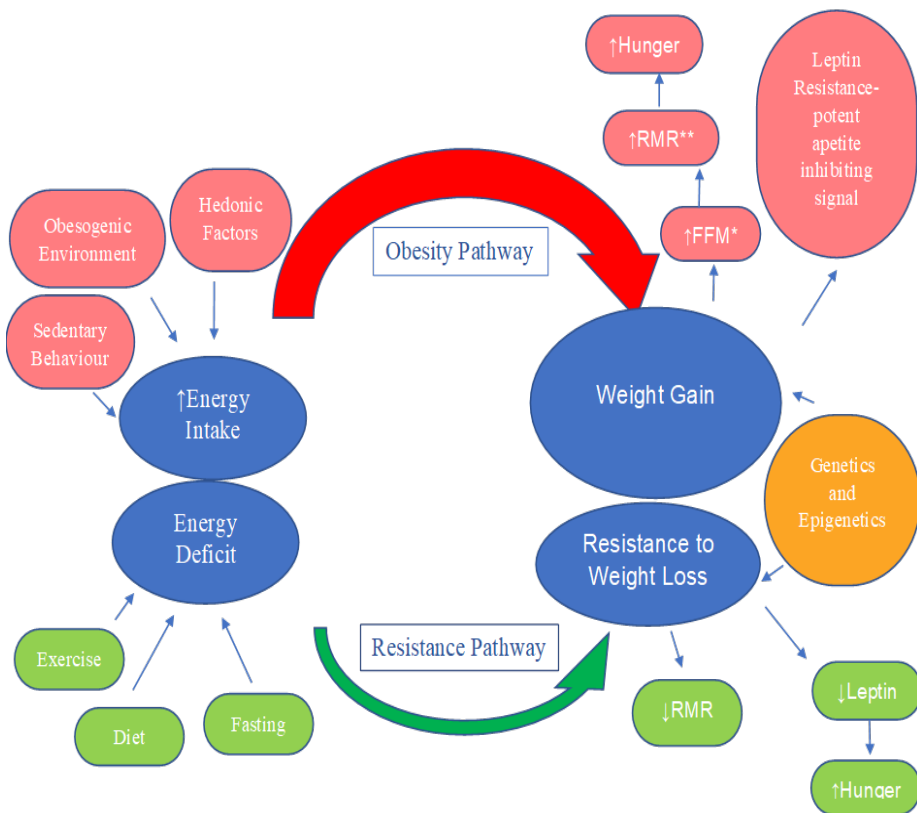 ↑Hunger
Leptin
Resistance-
potent
apetite
inhibiting
signal
↑RMR**
Hedonic
Factors
Obesogenic
Environment
↑FFM*
Obesity Pathway
Sedentary
Behaviour
↑Energy
Intake
Weight Gain
Genetics
and
Epigenetics
Energy
Deficit
Resistance to
Weight Loss
Resistance Pathway
Exercise
Diet
Fasting
↓RMR
↓Leptin
↑Hunger